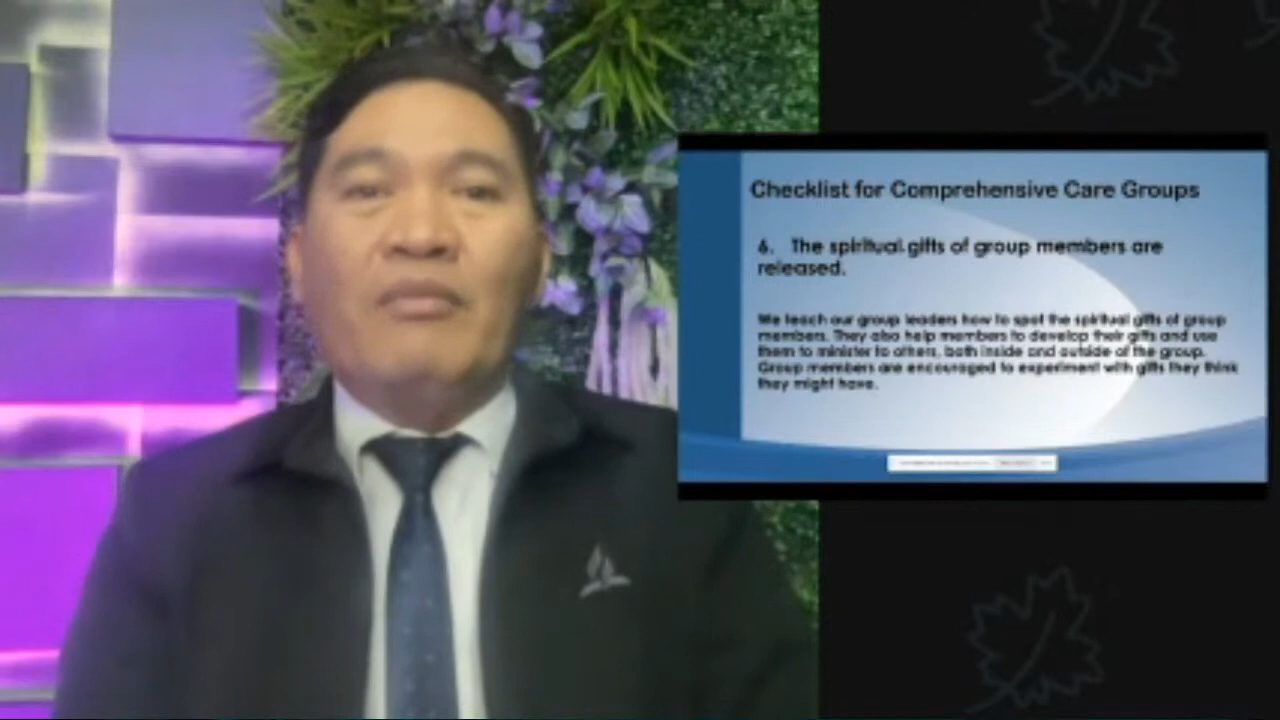 Checklist for Comprehensive Care Groups
6. The spiritual gifts of group members are
released.
We teach our group leaders how to spot the spiritual gifts of group
members. They also help members to develop their gifts and use
them to minister to others, both inside and outside of the group.
Group members are encouraged to experiment with gifts they think
they might have.